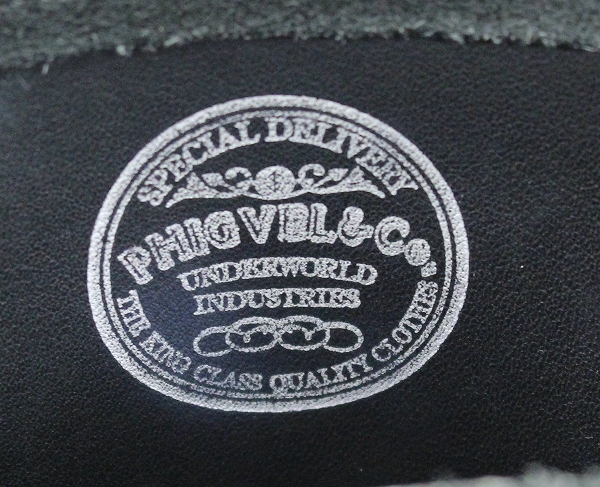 SPECIAL DELIVERY
PHIGVEL & Co.
UNDERWORLD
INDUSTRIES
THE KING CLASS QUALITY CLOTHES